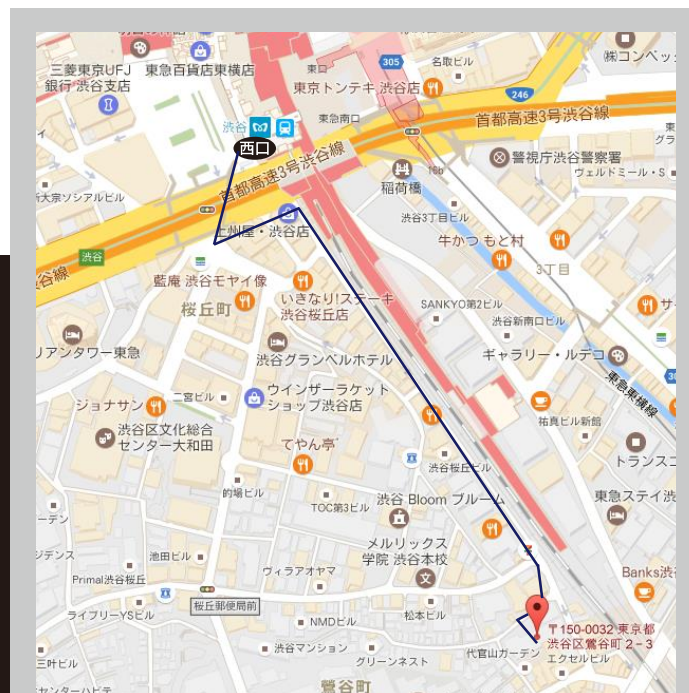 三菱東京UFJ
銀行 渋谷支店
東急百貨店東横店
東口
305
名取ビル
㈱コンベッ
東京トンテキ 渋谷店
246
首都高速3号渋谷線
渋谷
東急南口
西口
警視庁渋谷警察署
ヴェルドミール・S
首都高速3号渋谷線
稲荷橋
16b
新大宗ソシアルビル
渋谷3丁目ビル
上州屋・渋谷店
牛かつ もと村
渋谷
谷線
3丁目
藍庵 渋谷モヤイ像
いきなり!ステーキ
渋谷桜丘店
桜丘町
SANKYO第2ビル
渋谷新南口ビル
リアンタワー東急
渋谷グランベルホテル
ギャラリー・ルデコ
東急東横線
二宮ビル
ウインザーラケット
ショップ渋谷店
ジョナサン
祐真ビル新館
渋谷区文化総合
センター大和田
てやん亭
トランスコ
渋谷桜丘ビル
的場ビル
渋谷 Bloom ブルーム
東急ステイ渋
TOC第3ビル
メルリックス
学院 渋谷本校
池田ビル
ヴィラアオヤマ
Primal渋谷桜丘
Banks渋
桜丘郵便局前
ライブリーYSビル
NMDビル
松本ビル
〒150-0032 東京都
渋谷区鶯谷町２−３
渋谷マンション
代官山ガーデン
エクセルビル
グリーンネスト
三叶ビル
鶯谷町
センターハピテ